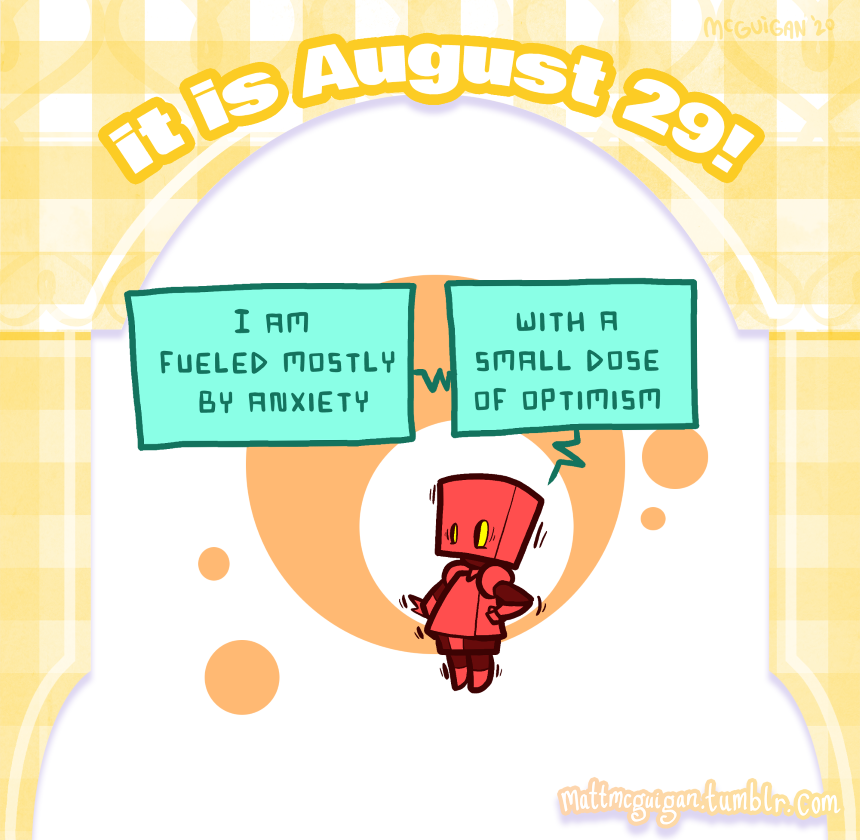 McGUiGAN '20
it is August 29!
I AM
FUELED MOSTLY
BY ANXIETY
WITH A
SMALL DOSE
OF OPTIMISM
mattmcguigan.tumblr.com